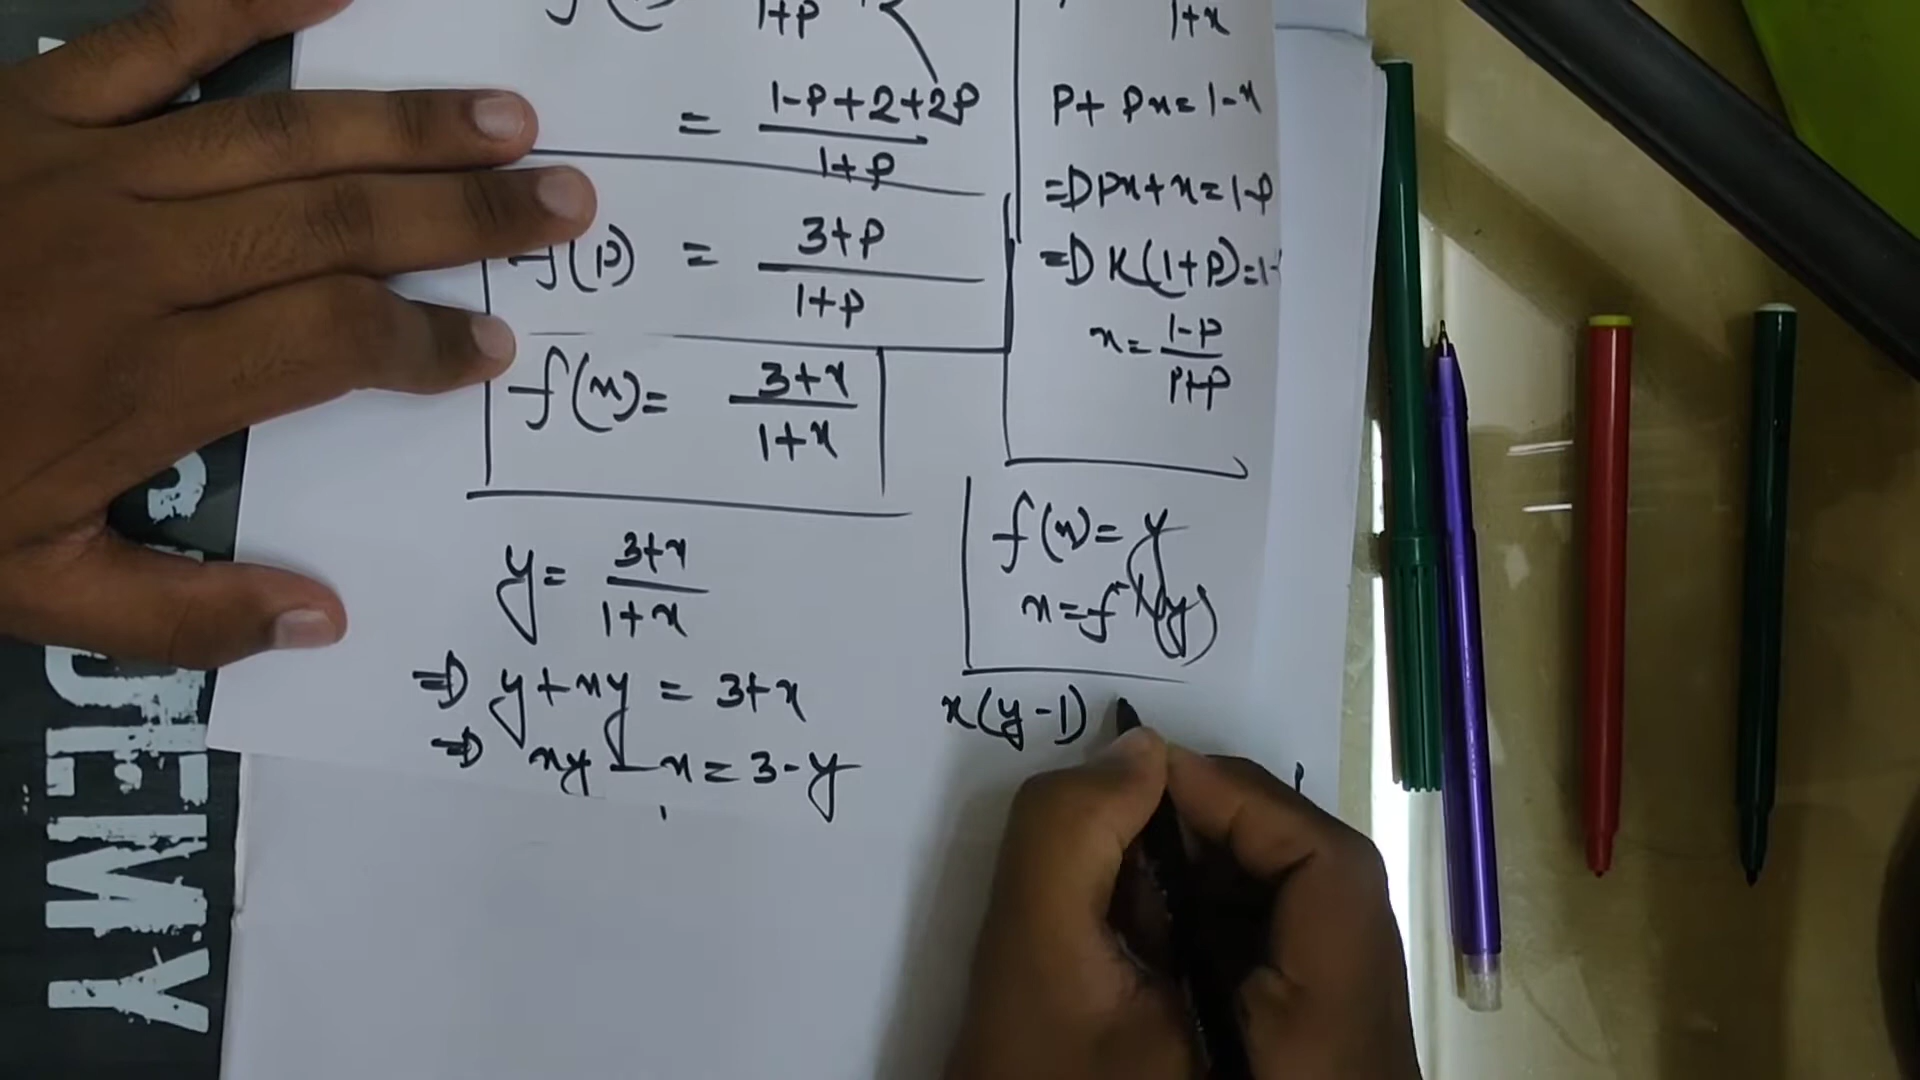 1+p
= 1-p+2+2p / 1+p
f(p) = 3+p / 1+p
f(x) = 3+x / 1+x
y = 3+x / 1+x
⇒ y+xy = 3+x
⇒ xy - x = 3-y
1+x
p + px = 1-x
⇒ px + x = 1-p
⇒ x(1+p) = 1-
x = 1-p / 1+p
f(x) = y
x = f⁻¹(y)
x(y-1)
DEMY